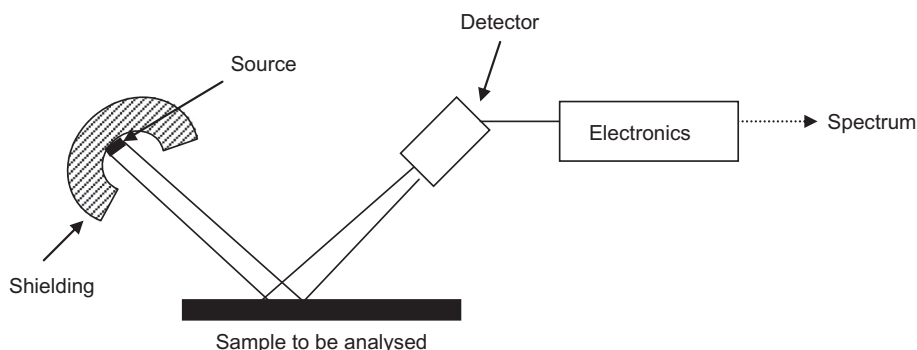 Detector
Source
Electronics
Spectrum
Shielding
Sample to be analysed